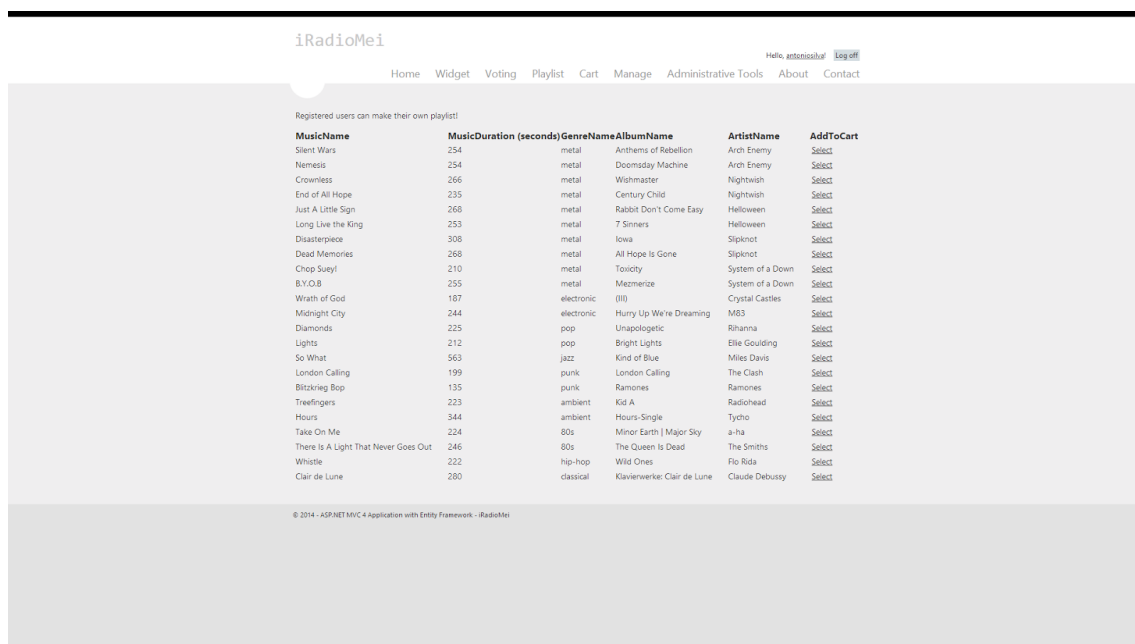 iRadioMei
Hello, antoniosilva! Log off
Home Widget Voting Playlist Cart Manage Administrative Tools About Contact
Registered users can make their own playlist!
MusicName MusicDuration (seconds) GenreName AlbumName ArtistName AddToCart
Silent Wars 254 metal Anthems of Rebellion Arch Enemy Select
Nemesis 254 metal Doomsday Machine Arch Enemy Select
Crownless 266 metal Wishmaster Nightwish Select
End of All Hope 235 metal Century Child Nightwish Select
Just A Little Sign 268 metal Rabbit Don't Come Easy Helloween Select
Long Live the King 253 metal 7 Sinners Helloween Select
Disasterpiece 308 metal Iowa Slipknot Select
Dead Memories 268 metal All Hope Is Gone Slipknot Select
Chop Suey! 210 metal Toxicity System of a Down Select
B.Y.O.B 255 metal Mezmerize System of a Down Select
Wrath of God 187 electronic (III) Crystal Castles Select
Midnight City 244 electronic Hurry Up We're Dreaming M83 Select
Diamonds 225 pop Unapologetic Rihanna Select
Lights 212 pop Bright Lights Ellie Goulding Select
So What 563 jazz Kind of Blue Miles Davis Select
London Calling 199 punk London Calling The Clash Select
Blitzkrieg Bop 135 punk Ramones Ramones Select
Treefingers 223 ambient Kid A Radiohead Select
Hours 344 ambient Hours-Single Tycho Select
Take On Me 224 80s Minor Earth | Major Sky a-ha Select
There Is A Light That Never Goes Out 246 80s The Queen Is Dead The Smiths Select
Whistle 222 hip-hop Wild Ones Flo Rida Select
Clair de Lune 280 classical Klavierwerke: Clair de Lune Claude Debussy Select
© 2014 - ASP.NET MVC 4 Application with Entity Framework - iRadioMei